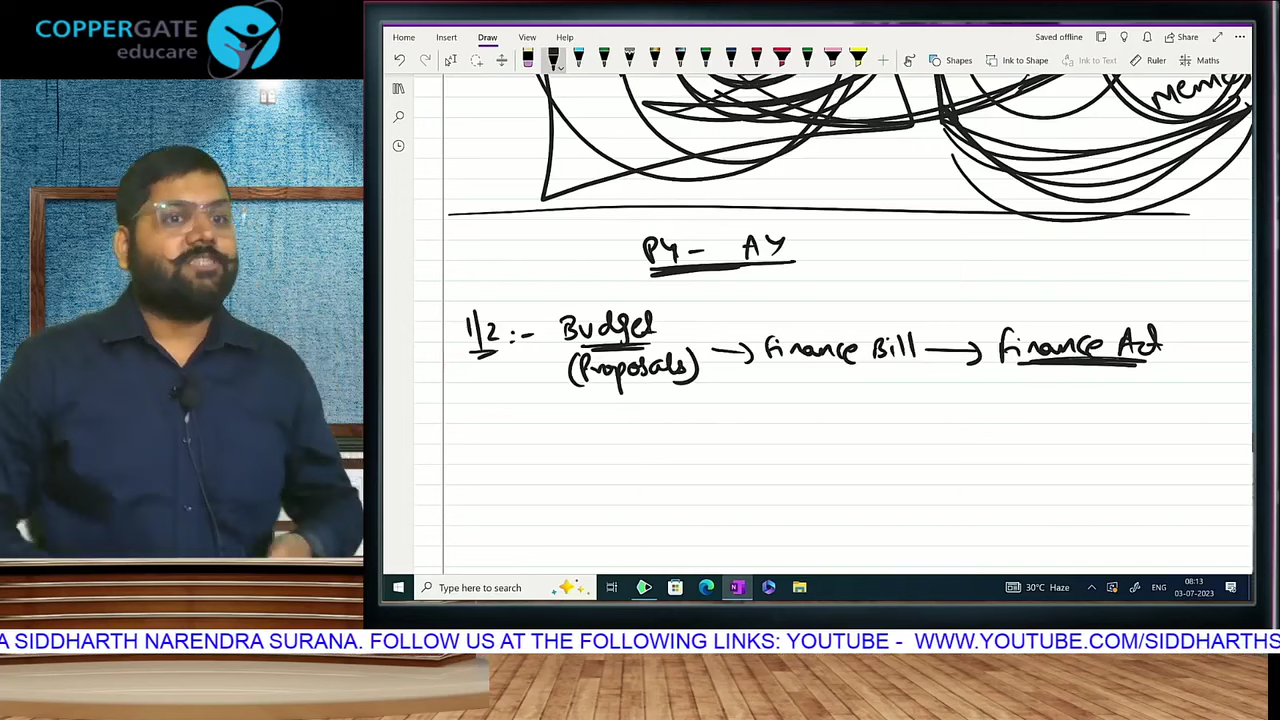 COPPERGATE
educare
Home Insert Draw View Help
Saved offline
Share
Shapes
Ink to Shape
Ink to Text
Ruler
Maths
PY - AY
1/2 :- Budget
(Proposals) → Finance Bill → Finance Act
Type here to search
30°C Haze
ENG
08:13
03-07-2023
A SIDDHARTH NARENDRA SURANA. FOLLOW US AT THE FOLLOWING LINKS: YOUTUBE - WWW.YOUTUBE.COM/SIDDHARTHS